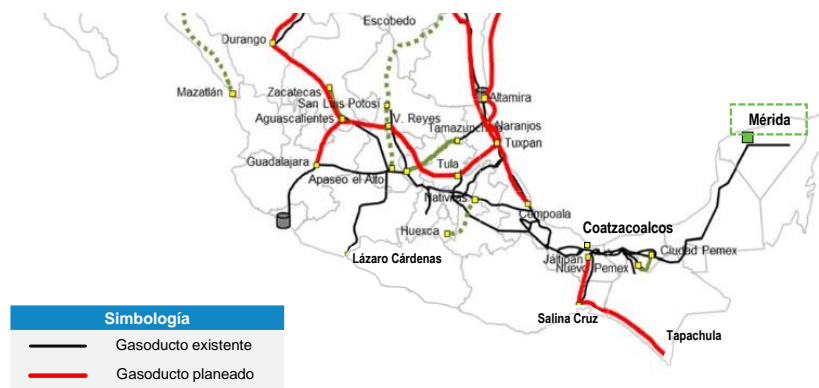 Escobedo
Durango
Mazatlán
Zacatecas
San Luis Potosí
Aguascalientes
V. Reyes
Altamira
Naranjos
Tuxpan
Guadalajara
Apaseo el Alto
Tula
Nativitas
Huexca
Cempoala
Lázaro Cárdenas
Mérida
Coatzacoalcos
Jáltipan
Ciudad Pemex
Nuevo Pemex
Salina Cruz
Tapachula
Simbología
Gasoducto existente
Gasoducto planeado